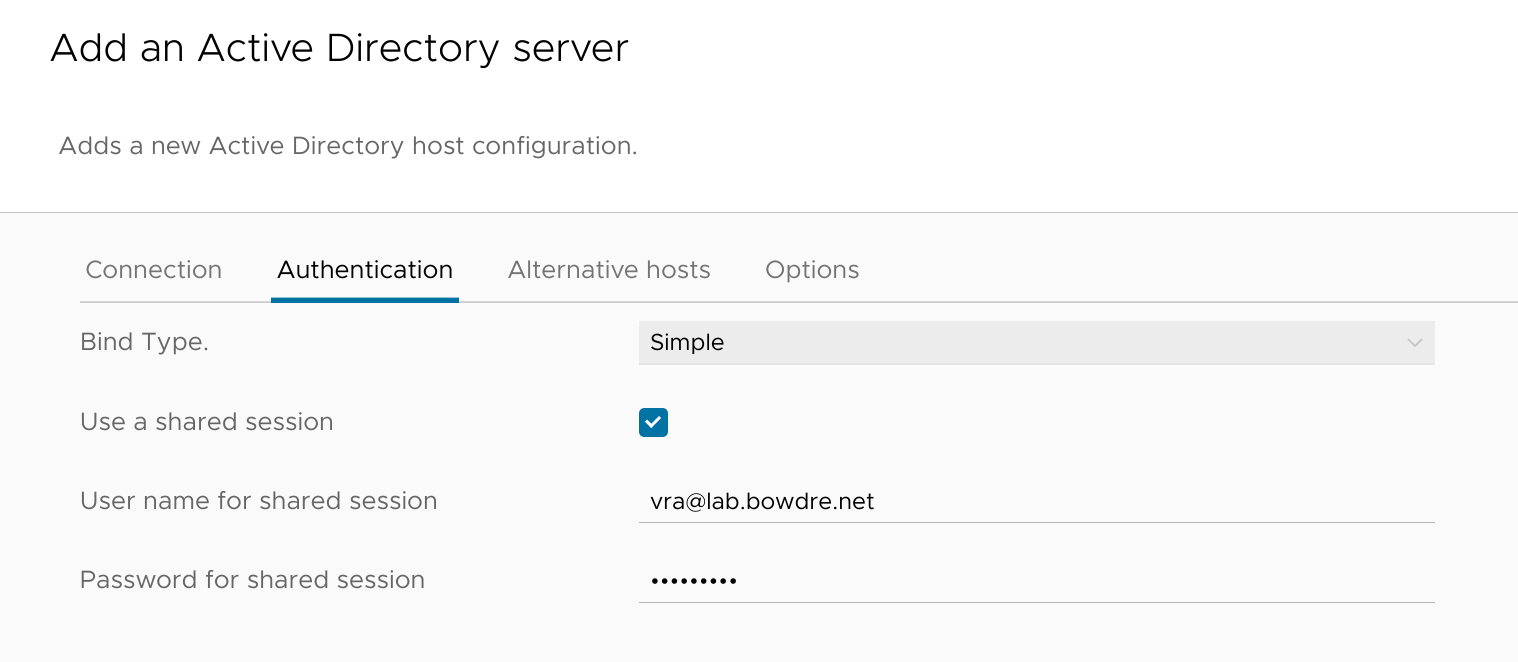 Add an Active Directory server
Adds a new Active Directory host configuration.
Connection Authentication Alternative hosts Options
Bind Type. Simple
Use a shared session
User name for shared session vra@lab.bowdre.net
Password for shared session •••••••••